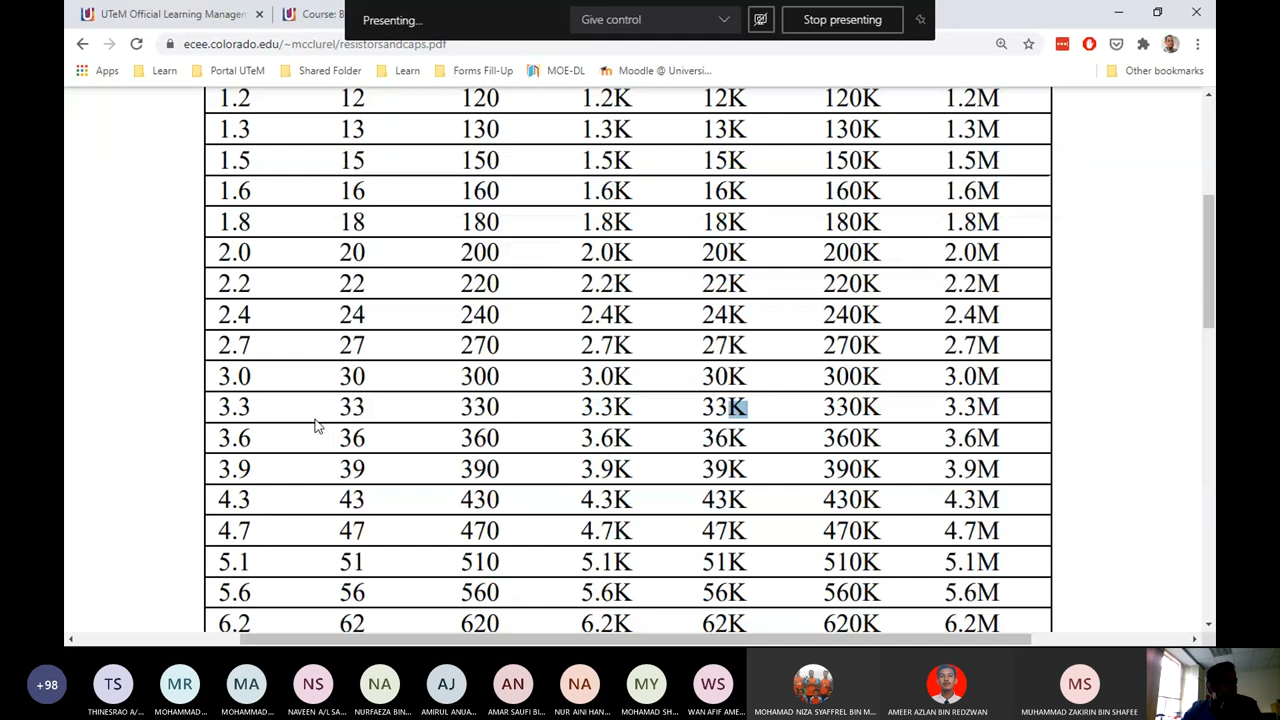 UTeM Official Learning Manager
Course: B
Presenting...
Give control
Stop presenting
ecee.colorado.edu/~mcclurel/resistorsandcaps.pdf
Apps
Learn
Portal UTeM
Shared Folder
Learn
Forms Fill-Up
MOE-DL
Moodle @ Universi...
Other bookmarks
1.2 12 120 1.2K 12K 120K 1.2M
1.3 13 130 1.3K 13K 130K 1.3M
1.5 15 150 1.5K 15K 150K 1.5M
1.6 16 160 1.6K 16K 160K 1.6M
1.8 18 180 1.8K 18K 180K 1.8M
2.0 20 200 2.0K 20K 200K 2.0M
2.2 22 220 2.2K 22K 220K 2.2M
2.4 24 240 2.4K 24K 240K 2.4M
2.7 27 270 2.7K 27K 270K 2.7M
3.0 30 300 3.0K 30K 300K 3.0M
3.3 33 330 3.3K 33K 330K 3.3M
3.6 36 360 3.6K 36K 360K 3.6M
3.9 39 390 3.9K 39K 390K 3.9M
4.3 43 430 4.3K 43K 430K 4.3M
4.7 47 470 4.7K 47K 470K 4.7M
5.1 51 510 5.1K 51K 510K 5.1M
5.6 56 560 5.6K 56K 560K 5.6M
6.2 62 620 6.2K 62K 620K 6.2M
+98 TS MR MA NS NA AJ AN NA MY WS MS
THINESRAO A/... MOHAMMAD... MOHAMMAD... NAVEEN A/L SA... NURFAEZA BIN... AMIRUL ANUA... AMAR SAUFI BI... NUR AINI HAN... MOHAMAD SH... WAN AFIF AME... MOHAMAD NIZA SYAFFREL BIN M... AMEER AZLAN BIN REDZWAN MUHAMMAD ZAKIRIN BIN SHAFEE